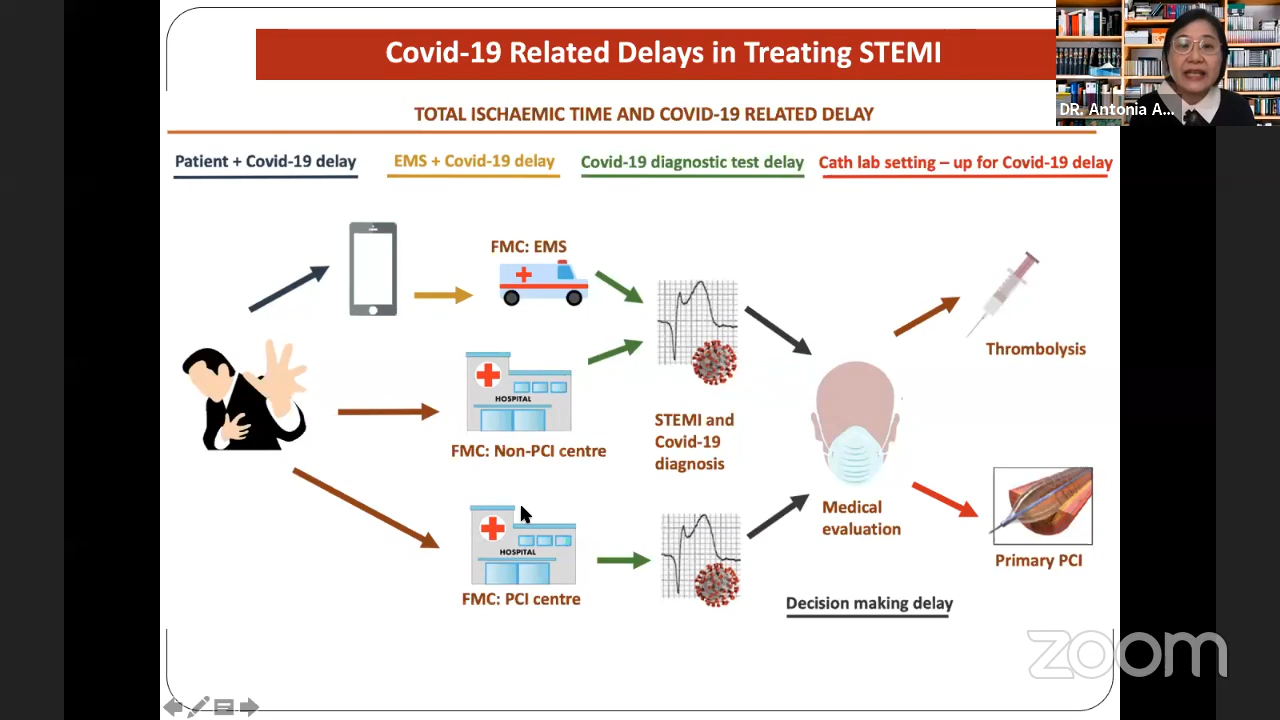 Covid-19 Related Delays in Treating STEMI
DR. Antonia A...
TOTAL ISCHAEMIC TIME AND COVID-19 RELATED DELAY
Patient + Covid-19 delay
EMS + Covid-19 delay
Covid-19 diagnostic test delay
Cath lab setting – up for Covid-19 delay
FMC: EMS
HOSPITAL
FMC: Non-PCI centre
STEMI and
Covid-19
diagnosis
Thrombolysis
Medical
evaluation
HOSPITAL
FMC: PCI centre
Primary PCI
Decision making delay
zoom